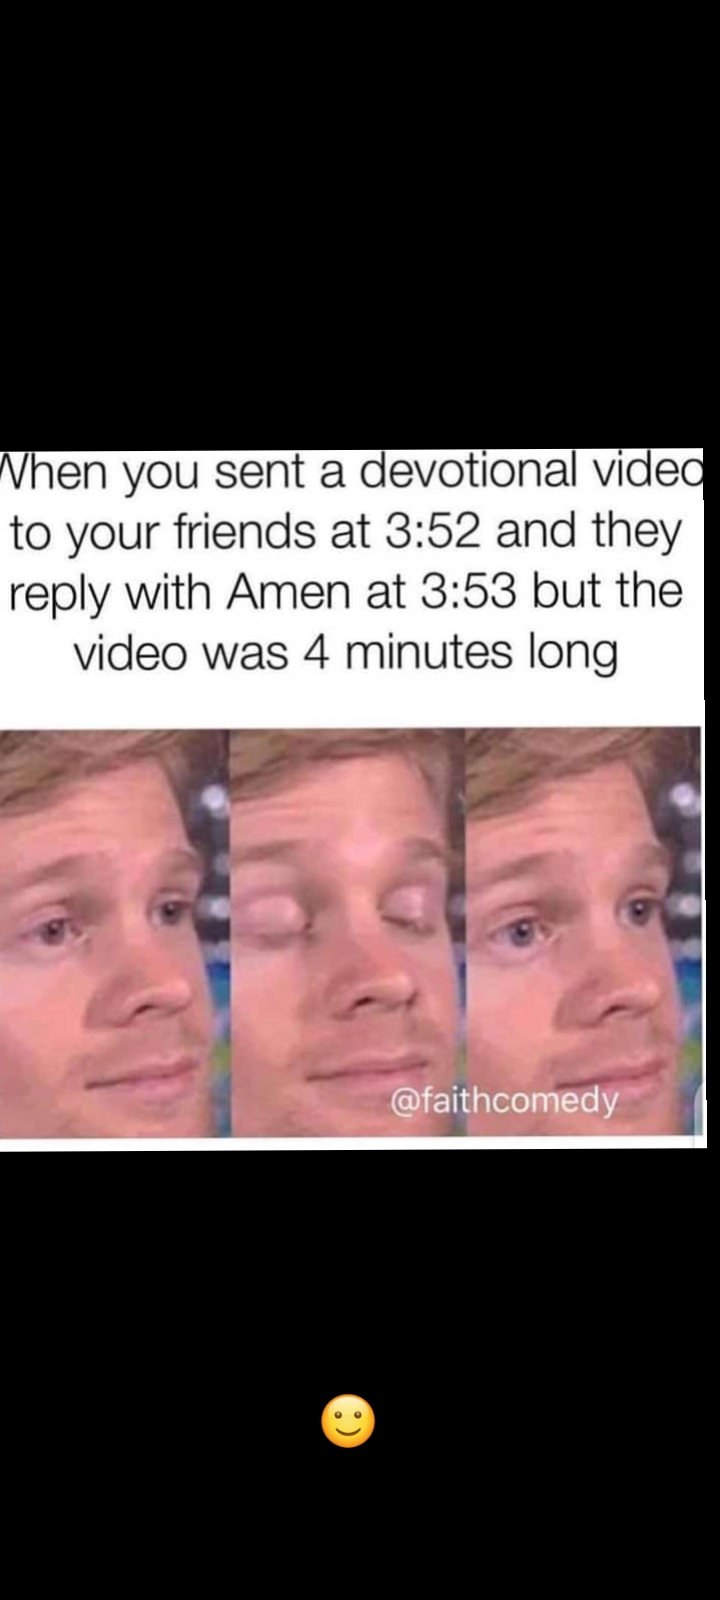 When you sent a devotional video
to your friends at 3:52 and they
reply with Amen at 3:53 but the
video was 4 minutes long
@faithcomedy